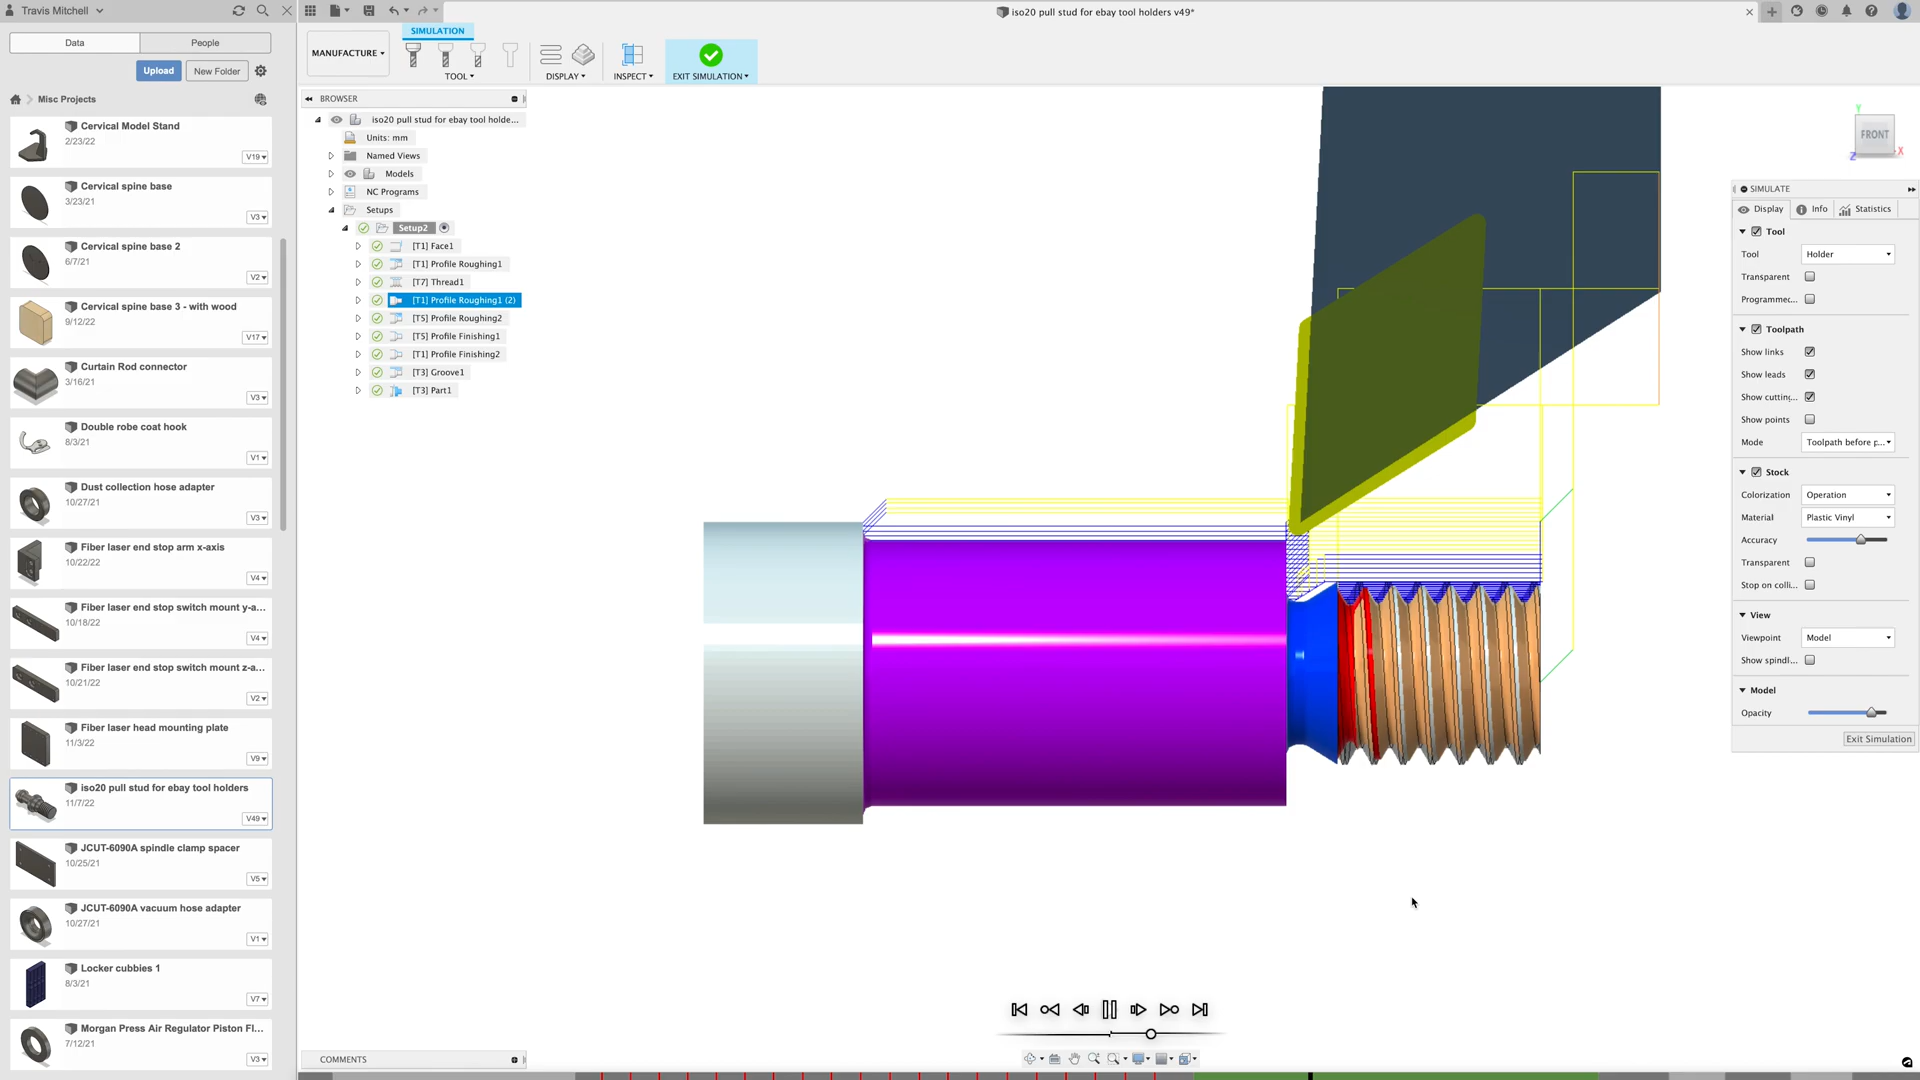 Travis Mitchell
iso20 pull stud for ebay tool holders v49*
Data
People
Upload
New Folder
Misc Projects
Cervical Model Stand
2/23/22
V19
Cervical spine base
3/23/21
V3
Cervical spine base 2
6/7/21
V2
Cervical spine base 3 - with wood
9/12/22
V17
Curtain Rod connector
3/16/21
V3
Double robe coat hook
8/3/21
V1
Dust collection hose adapter
10/27/21
V3
Fiber laser end stop arm x-axis
10/22/22
V4
Fiber laser end stop switch mount y-a...
10/18/22
V4
Fiber laser end stop switch mount z-a...
10/21/22
V2
Fiber laser head mounting plate
11/3/22
V9
iso20 pull stud for ebay tool holders
11/7/22
V49
JCUT-6090A spindle clamp spacer
10/25/21
V5
JCUT-6090A vacuum hose adapter
10/27/21
V1
Locker cubbies 1
8/3/21
V7
Morgan Press Air Regulator Piston Fl...
7/12/21
V3
MANUFACTURE
SIMULATION
TOOL
DISPLAY
INSPECT
EXIT SIMULATION
BROWSER
iso20 pull stud for ebay tool holde...
Units: mm
Named Views
Models
NC Programs
Setups
Setup2
[T1] Face1
[T1] Profile Roughing1
[T7] Thread1
[T1] Profile Roughing1 (2)
[T5] Profile Roughing2
[T5] Profile Finishing1
[T1] Profile Finishing2
[T3] Groove1
[T3] Part1
COMMENTS
Y
FRONT
Z
X
SIMULATE
Display
Info
Statistics
Tool
Tool
Holder
Transparent
Programmec...
Toolpath
Show links
Show leads
Show cuttin...
Show points
Mode
Toolpath before p...
Stock
Colorization
Operation
Material
Plastic Vinyl
Accuracy
Transparent
Stop on colli...
View
Viewpoint
Model
Show spindl...
Model
Opacity
Exit Simulation